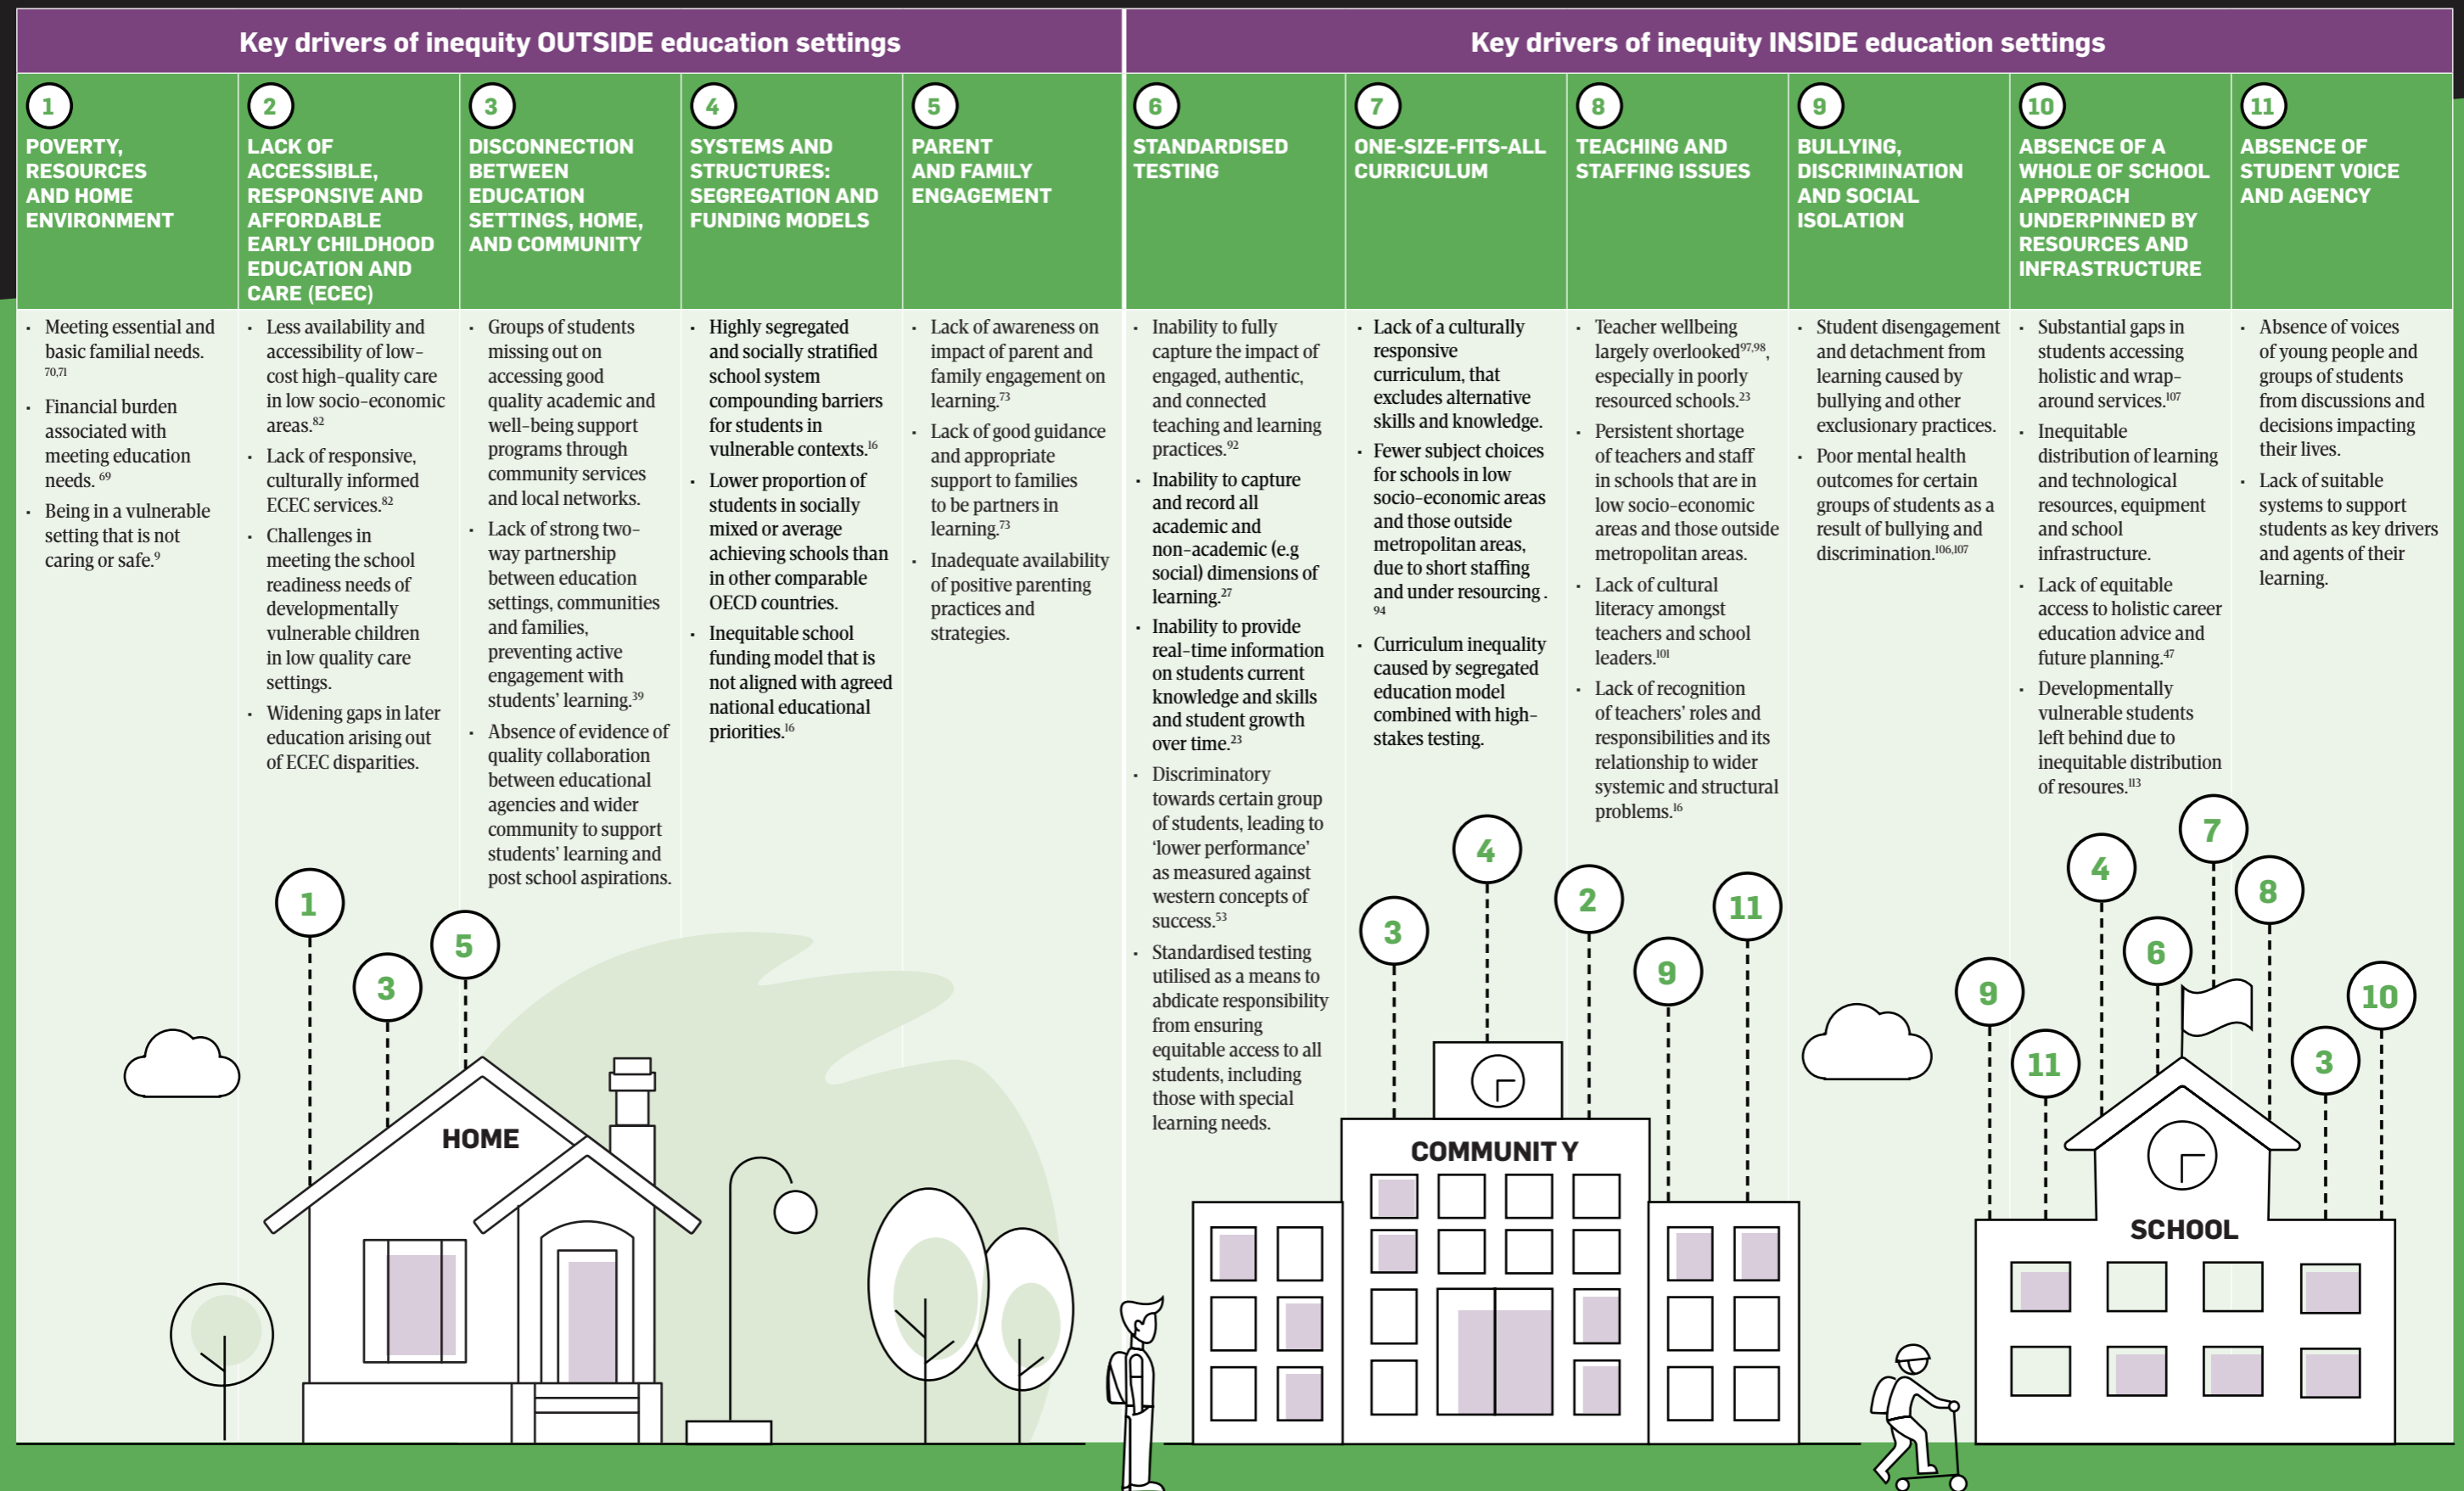 Key drivers of inequity OUTSIDE education settings
Key drivers of inequity INSIDE education settings
1
POVERTY,
RESOURCES
AND HOME
ENVIRONMENT
2
LACK OF
ACCESSIBLE,
RESPONSIVE AND
AFFORDABLE
EARLY CHILDHOOD
EDUCATION AND
CARE (ECEC)
3
DISCONNECTION
BETWEEN
EDUCATION
SETTINGS, HOME,
AND COMMUNITY
4
SYSTEMS AND
STRUCTURES:
SEGREGATION AND
FUNDING MODELS
5
PARENT
AND FAMILY
ENGAGEMENT
6
STANDARDISED
TESTING
7
ONE-SIZE-FITS-ALL
CURRICULUM
8
TEACHING AND
STAFFING ISSUES
9
BULLYING,
DISCRIMINATION
AND SOCIAL
ISOLATION
10
ABSENCE OF A
WHOLE OF SCHOOL
APPROACH
UNDERPINNED BY
RESOURCES AND
INFRASTRUCTURE
11
ABSENCE OF
STUDENT VOICE
AND AGENCY
· Meeting essential and
basic familial needs.
70,71
· Financial burden
associated with
meeting education
needs. 69
· Being in a vulnerable
setting that is not
caring or safe.9
· Less availability and
accessibility of low-
cost high-quality care
in low socio-economic
areas.82
· Lack of responsive,
culturally informed
ECEC services.82
· Challenges in
meeting the school
readiness needs of
developmentally
vulnerable children
in low quality care
settings.
· Widening gaps in later
education arising out
of ECEC disparities.
· Groups of students
missing out on
accessing good
quality academic and
well-being support
programs through
community services
and local networks.
· Lack of strong two-
way partnership
between education
settings, communities
and families,
preventing active
engagement with
students' learning.39
· Absence of evidence of
quality collaboration
between educational
agencies and wider
community to support
students' learning and
post school aspirations.
· Highly segregated
and socially stratified
school system
compounding barriers
for students in
vulnerable contexts.16
· Lower proportion of
students in socially
mixed or average
achieving schools than
in other comparable
OECD countries.
· Inequitable school
funding model that is
not aligned with agreed
national educational
priorities.16
· Lack of awareness on
impact of parent and
family engagement on
learning.73
· Lack of good guidance
and appropriate
support to families
to be partners in
learning.73
· Inadequate availability
of positive parenting
practices and
strategies.
· Inability to fully
capture the impact of
engaged, authentic,
and connected
teaching and learning
practices.92
· Inability to capture
and record all
academic and
non-academic (e.g
social) dimensions of
learning.27
· Inability to provide
real-time information
on students current
knowledge and skills
and student growth
over time.23
· Discriminatory
towards certain group
of students, leading to
'lower performance'
as measured against
western concepts of
success.53
· Standardised testing
utilised as a means to
abdicate responsibility
from ensuring
equitable access to all
students, including
those with special
learning needs.
· Lack of a culturally
responsive
curriculum, that
excludes alternative
skills and knowledge.
· Fewer subject choices
for schools in low
socio-economic areas
and those outside
metropolitan areas,
due to short staffing
and under resourcing .
94
· Curriculum inequality
caused by segregated
education model
combined with high-
stakes testing.
· Teacher wellbeing
largely overlooked97,98,
especially in poorly
resourced schools.23
· Persistent shortage
of teachers and staff
in schools that are in
low socio-economic
areas and those outside
metropolitan areas.
· Lack of cultural
literacy amongst
teachers and school
leaders.101
· Lack of recognition
of teachers' roles and
responsibilities and its
relationship to wider
systemic and structural
problems.16
· Student disengagement
and detachment from
learning caused by
bullying and other
exclusionary practices.
· Poor mental health
outcomes for certain
groups of students as a
result of bullying and
discrimination.106,107
· Substantial gaps in
students accessing
holistic and wrap-
around services.107
· Inequitable
distribution of learning
and technological
resources, equipment
and school
infrastructure.
· Lack of equitable
access to holistic career
education advice and
future planning.47
· Developmentally
vulnerable students
left behind due to
inequitable distribution
of resoures.113
· Absence of voices
of young people and
groups of students
from discussions and
decisions impacting
their lives.
· Lack of suitable
systems to support
students as key drivers
and agents of their
learning.
1
3
5
HOME
3
4
2
9
11
COMMUNITY
9
11
4
6
7
8
3
10
SCHOOL